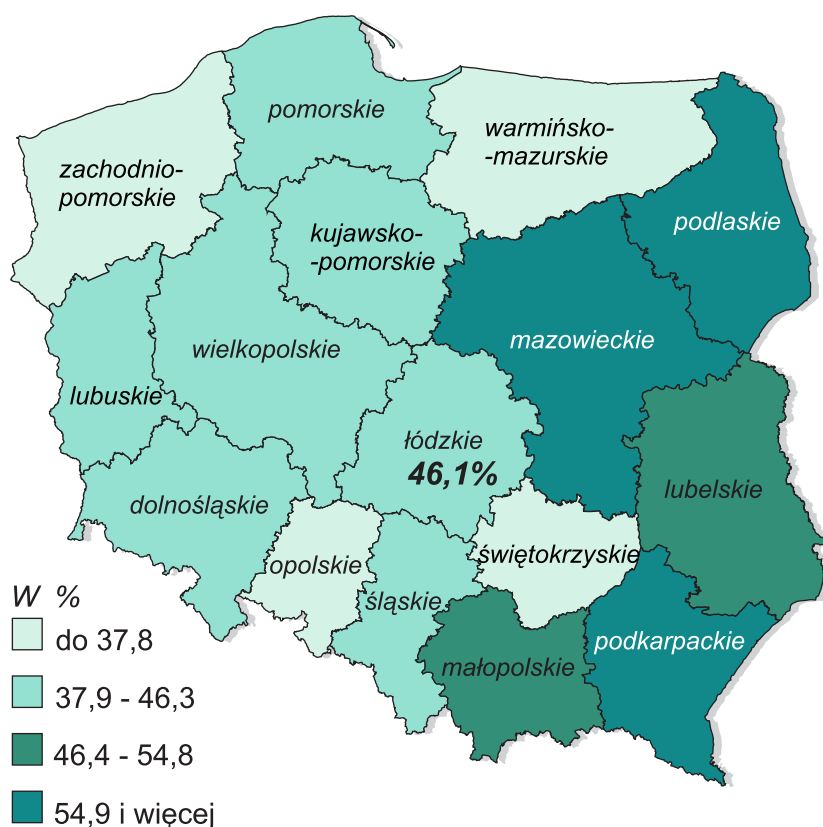 pomorskie
warmińsko-
-mazurskie
zachodnio-
pomorskie
podlaskie
kujawsko-
-pomorskie
mazowieckie
wielkopolskie
lubuskie
łódzkie
46,1%
lubelskie
dolnośląskie
świętokrzyskie
opolskie
śląskie
podkarpackie
małopolskie
W %
do 37,8
37,9 - 46,3
46,4 - 54,8
54,9 i więcej